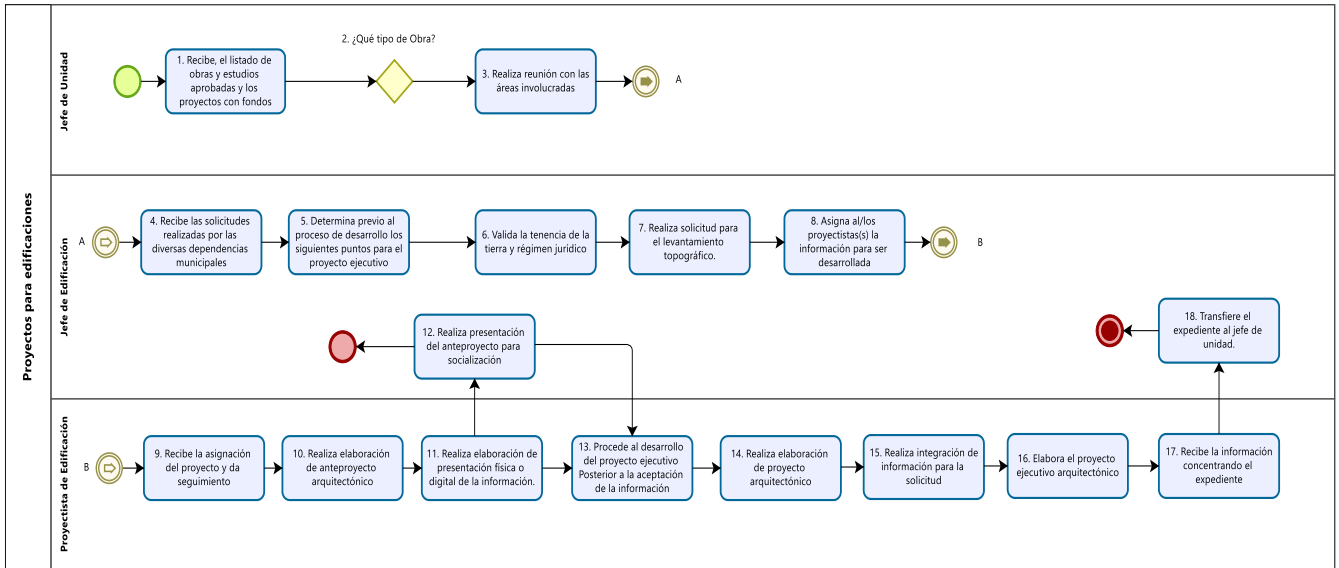 Proyectos para edificaciones
Jefe de Unidad
1. Recibe, el listado de
obras y estudios
aprobadas y los
proyectos con fondos
2. ¿Qué tipo de Obra?
3. Realiza reunión con las
áreas involucradas
A
Jefe de Edificación
A
4. Recibe las solicitudes
realizadas por las
diversas dependencias
municipales
5. Determina previo al
proceso de desarrollo los
siguientes puntos para el
proyecto ejecutivo
6. Valida la tenencia de la
tierra y régimen jurídico
7. Realiza solicitud para
el levantamiento
topográfico.
8. Asigna al/los
proyectistas(s) la
información para ser
desarrollada
B
12. Realiza presentación
del anteproyecto para
socialización
18. Transfiere el
expediente al jefe de
unidad.
Proyectista de Edificación
B
9. Recibe la asignación
del proyecto y da
seguimiento
10. Realiza elaboración
de anteproyecto
arquitectónico
11. Realiza elaboración de
presentación física o
digital de la información.
13. Procede al desarrollo
del proyecto ejecutivo
Posterior a la aceptación
de la información
14. Realiza elaboración
de proyecto
arquitectónico
15. Realiza integración de
información para la
solicitud
16. Elabora el proyecto
ejecutivo arquitectónico
17. Recibe la información
concentrando el
expediente